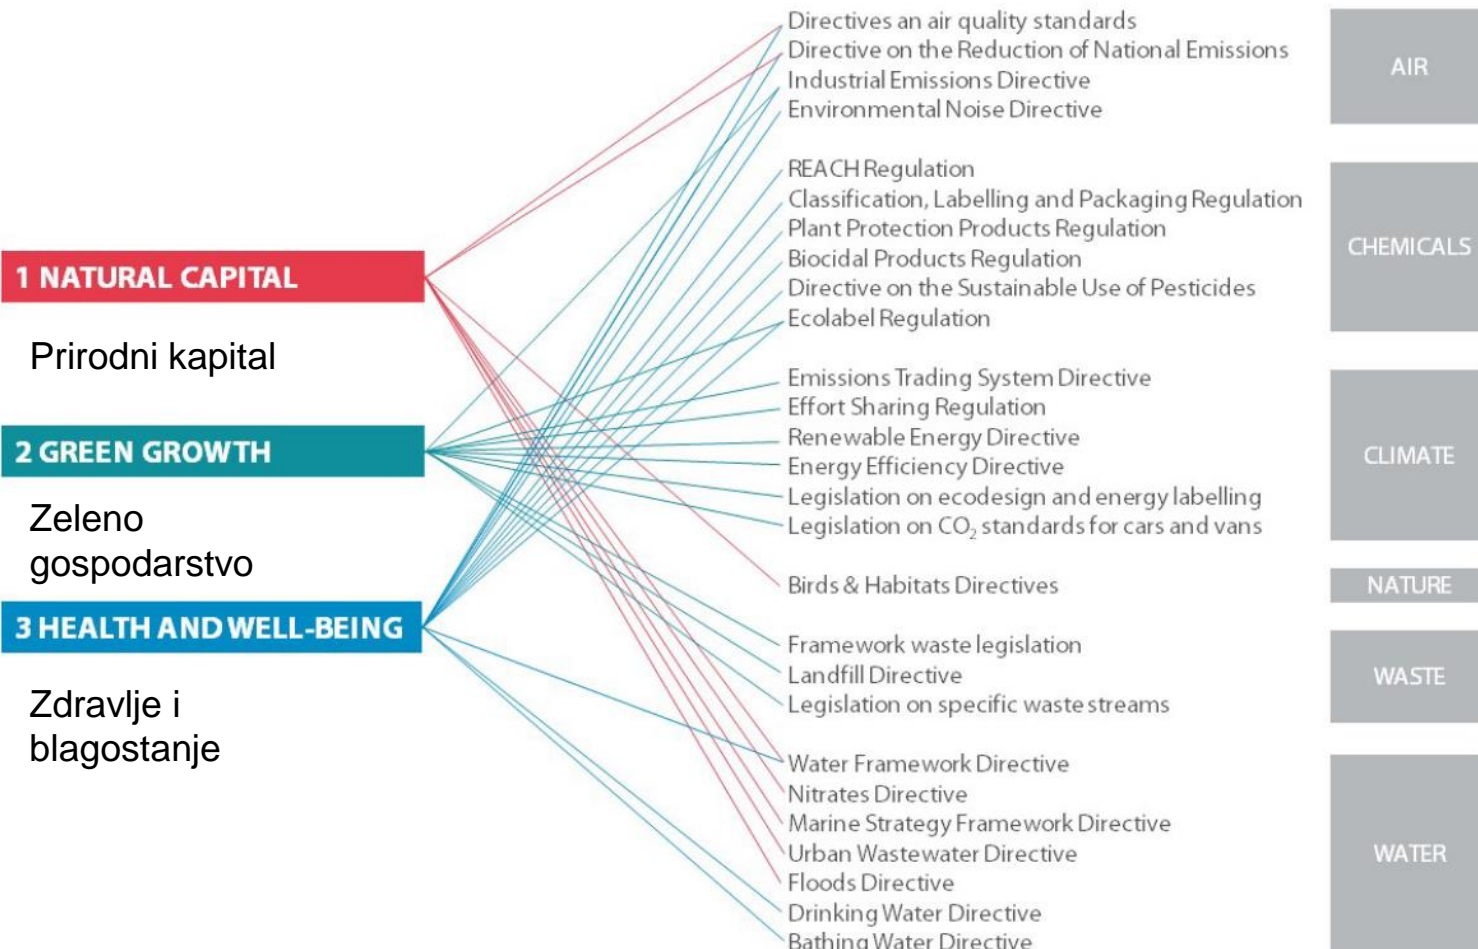 Directives an air quality standards
Directive on the Reduction of National Emissions
Industrial Emissions Directive
Environmental Noise Directive
AIR
REACH Regulation
Classification, Labelling and Packaging Regulation
Plant Protection Products Regulation
Biocidal Products Regulation
Directive on the Sustainable Use of Pesticides
Ecolabel Regulation
CHEMICALS
1 NATURAL CAPITAL
Prirodni kapital
2 GREEN GROWTH
Zeleno
gospodarstvo
3 HEALTH AND WELL-BEING
Zdravlje i
blagostanje
Emissions Trading System Directive
Effort Sharing Regulation
Renewable Energy Directive
Energy Efficiency Directive
Legislation on ecodesign and energy labelling
Legislation on CO₂ standards for cars and vans
CLIMATE
Birds & Habitats Directives
NATURE
Framework waste legislation
Landfill Directive
Legislation on specific waste streams
WASTE
Water Framework Directive
Nitrates Directive
Marine Strategy Framework Directive
Urban Wastewater Directive
Floods Directive
Drinking Water Directive
Bathing Water Directive
WATER